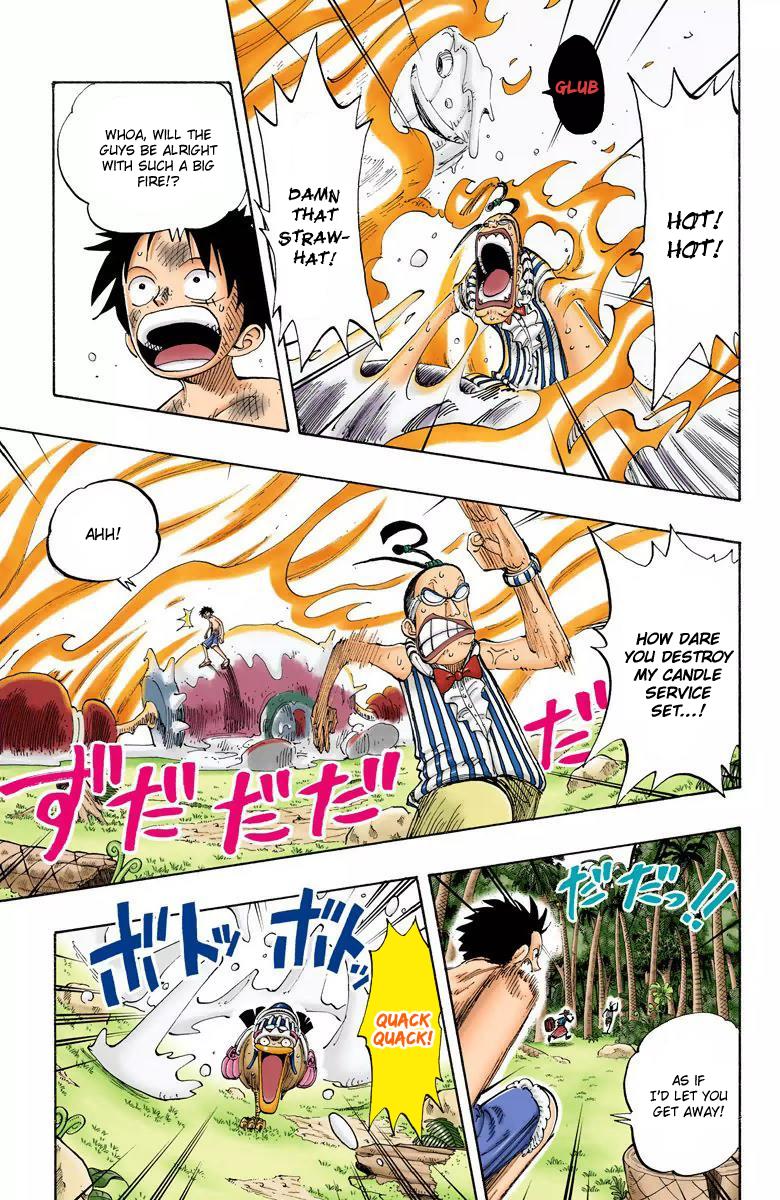 GLUB
HOT!
HOT!
DAMN
THAT
STRAW-
HAT!
WHOA, WILL THE
GUYS BE ALRIGHT
WITH SUCH A BIG
FIRE!?
HOW DARE
YOU DESTROY
MY CANDLE
SERVICE
SET...!
AHH!
ずだだだだ
だだっ!!
AS IF
I'D LET YOU
GET AWAY!
QUACK
QUACK!
ボトッ
ボトッ